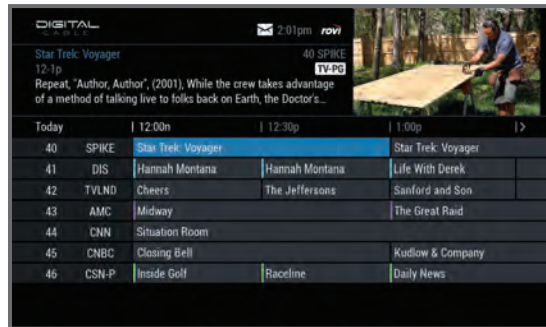 DIGITAL
CABLE
2:01pm rovi
Star Trek: Voyager 40 SPIKE
12-1p TV-PG
Repeat, "Author, Author", (2001), While the crew takes advantage
of a method of talking live to folks back on Earth, the Doctor's...
Today 12:00n 12:30p 1:00p
40 SPIKE Star Trek: Voyager Star Trek: Voyager
41 DIS Hannah Montana Hannah Montana Life With Derek
42 TVLND Cheers The Jeffersons Sanford and Son
43 AMC Midway The Great Raid
44 CNN Situation Room
45 CNBC Closing Bell Kudlow & Company
46 CSN-P Inside Golf Raceline Daily News